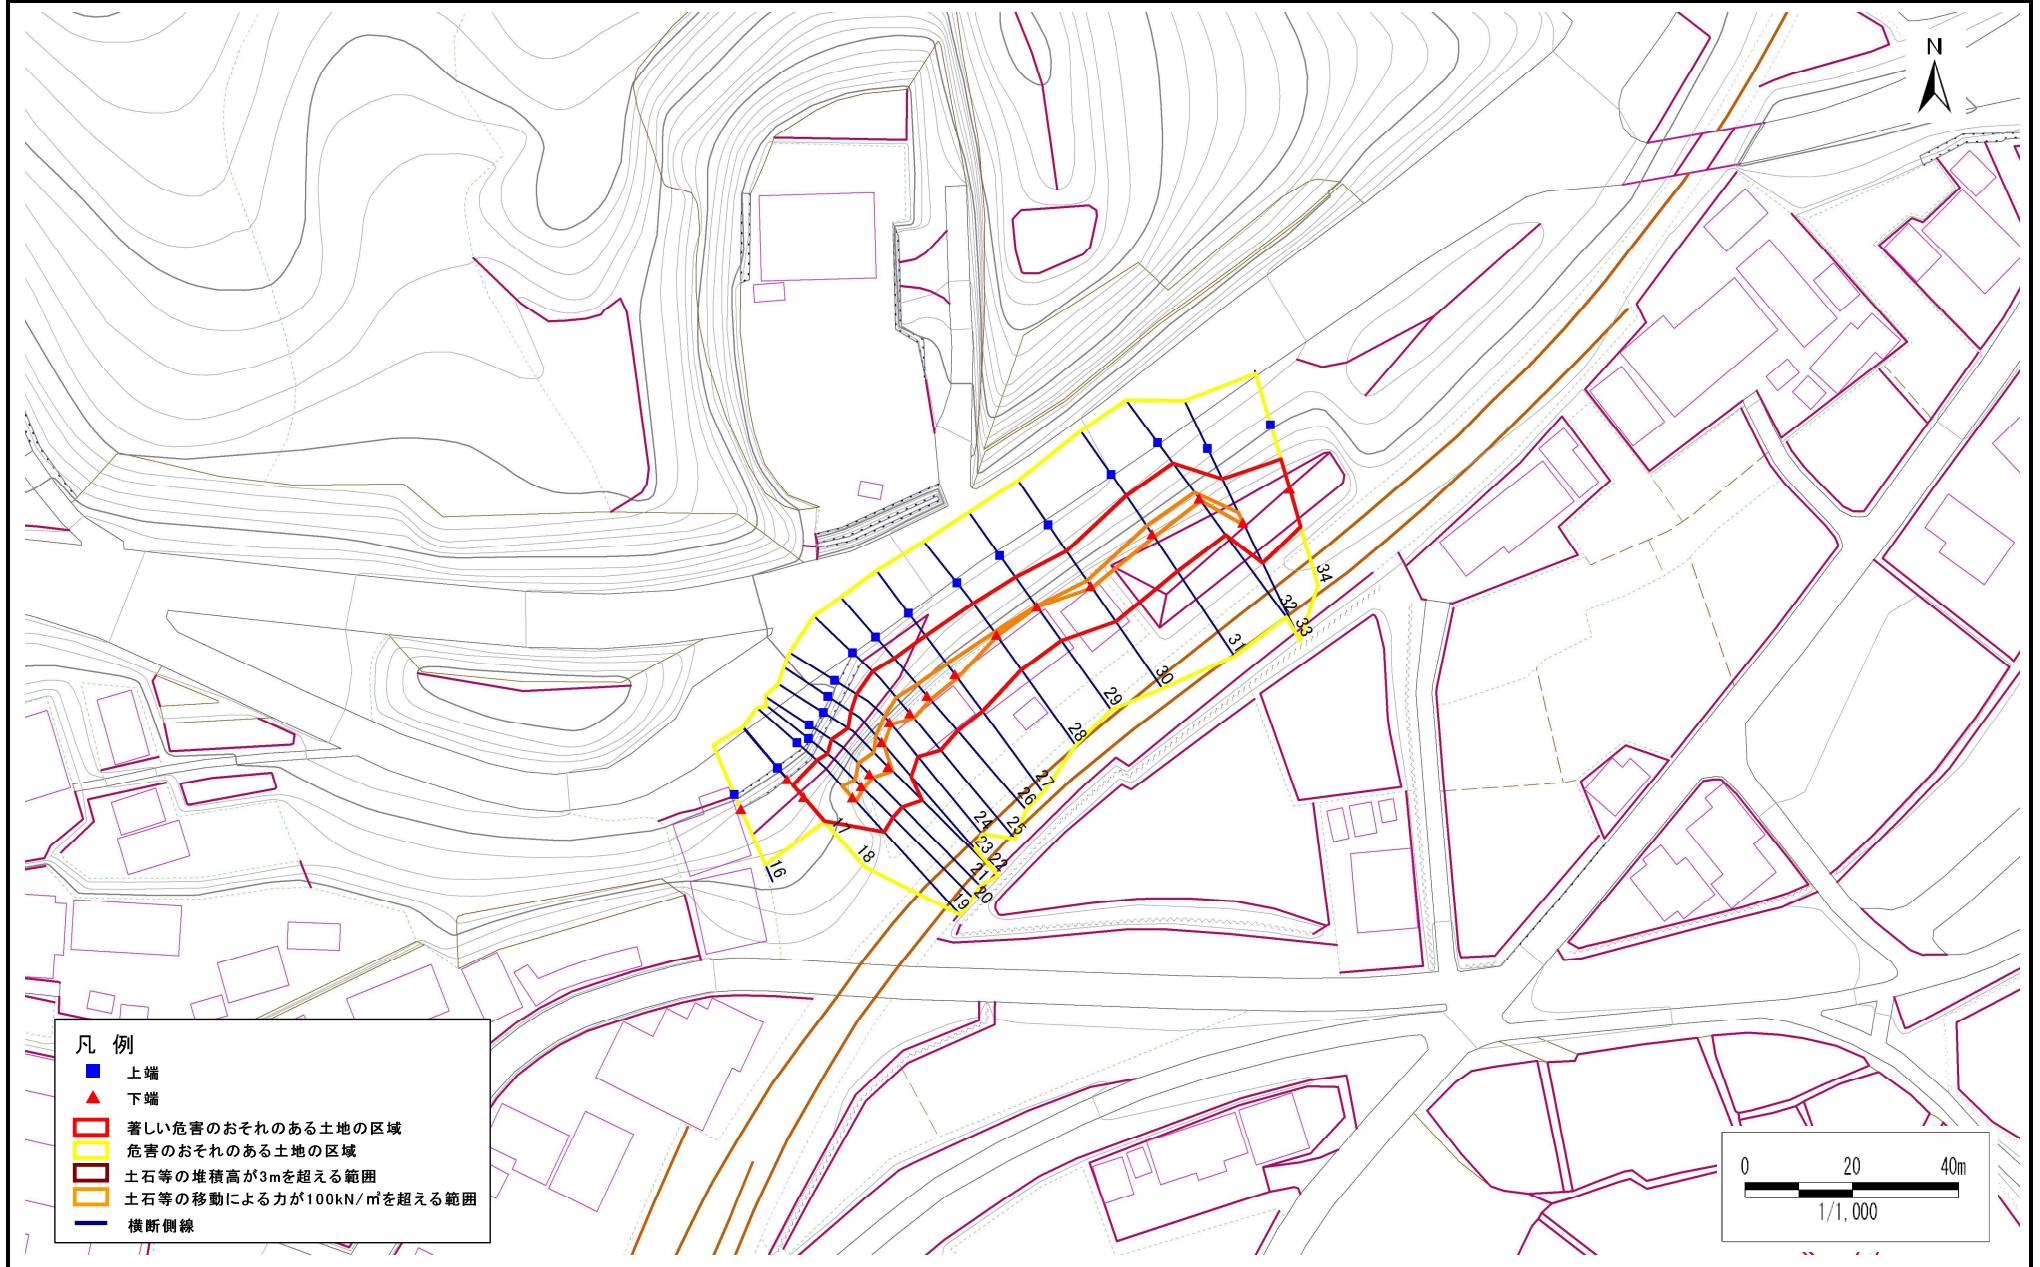 N
34
32
33
31
30
29
28
27
26
25
24
23
22
21
20
19
18
17
16
凡 例
上端
下端
著しい危害のおそれのある土地の区域
危害のおそれのある土地の区域
土石等の堆積高が3mを超える範囲
土石等の移動による力が100kN/㎡を超える範囲
横断側線
0 20 40m
1/1,000